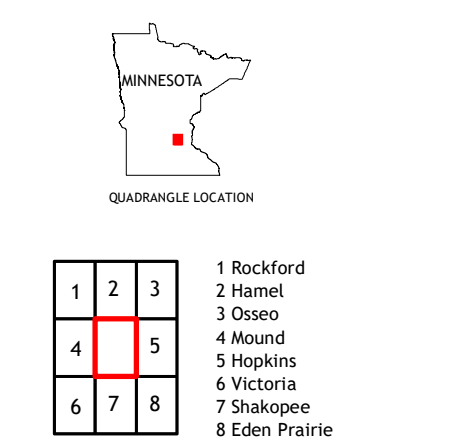 MINNESOTA
QUADRANGLE LOCATION
1 2 3
4 5
6 7 8
1 Rockford
2 Hamel
3 Osseo
4 Mound
5 Hopkins
6 Victoria
7 Shakopee
8 Eden Prairie